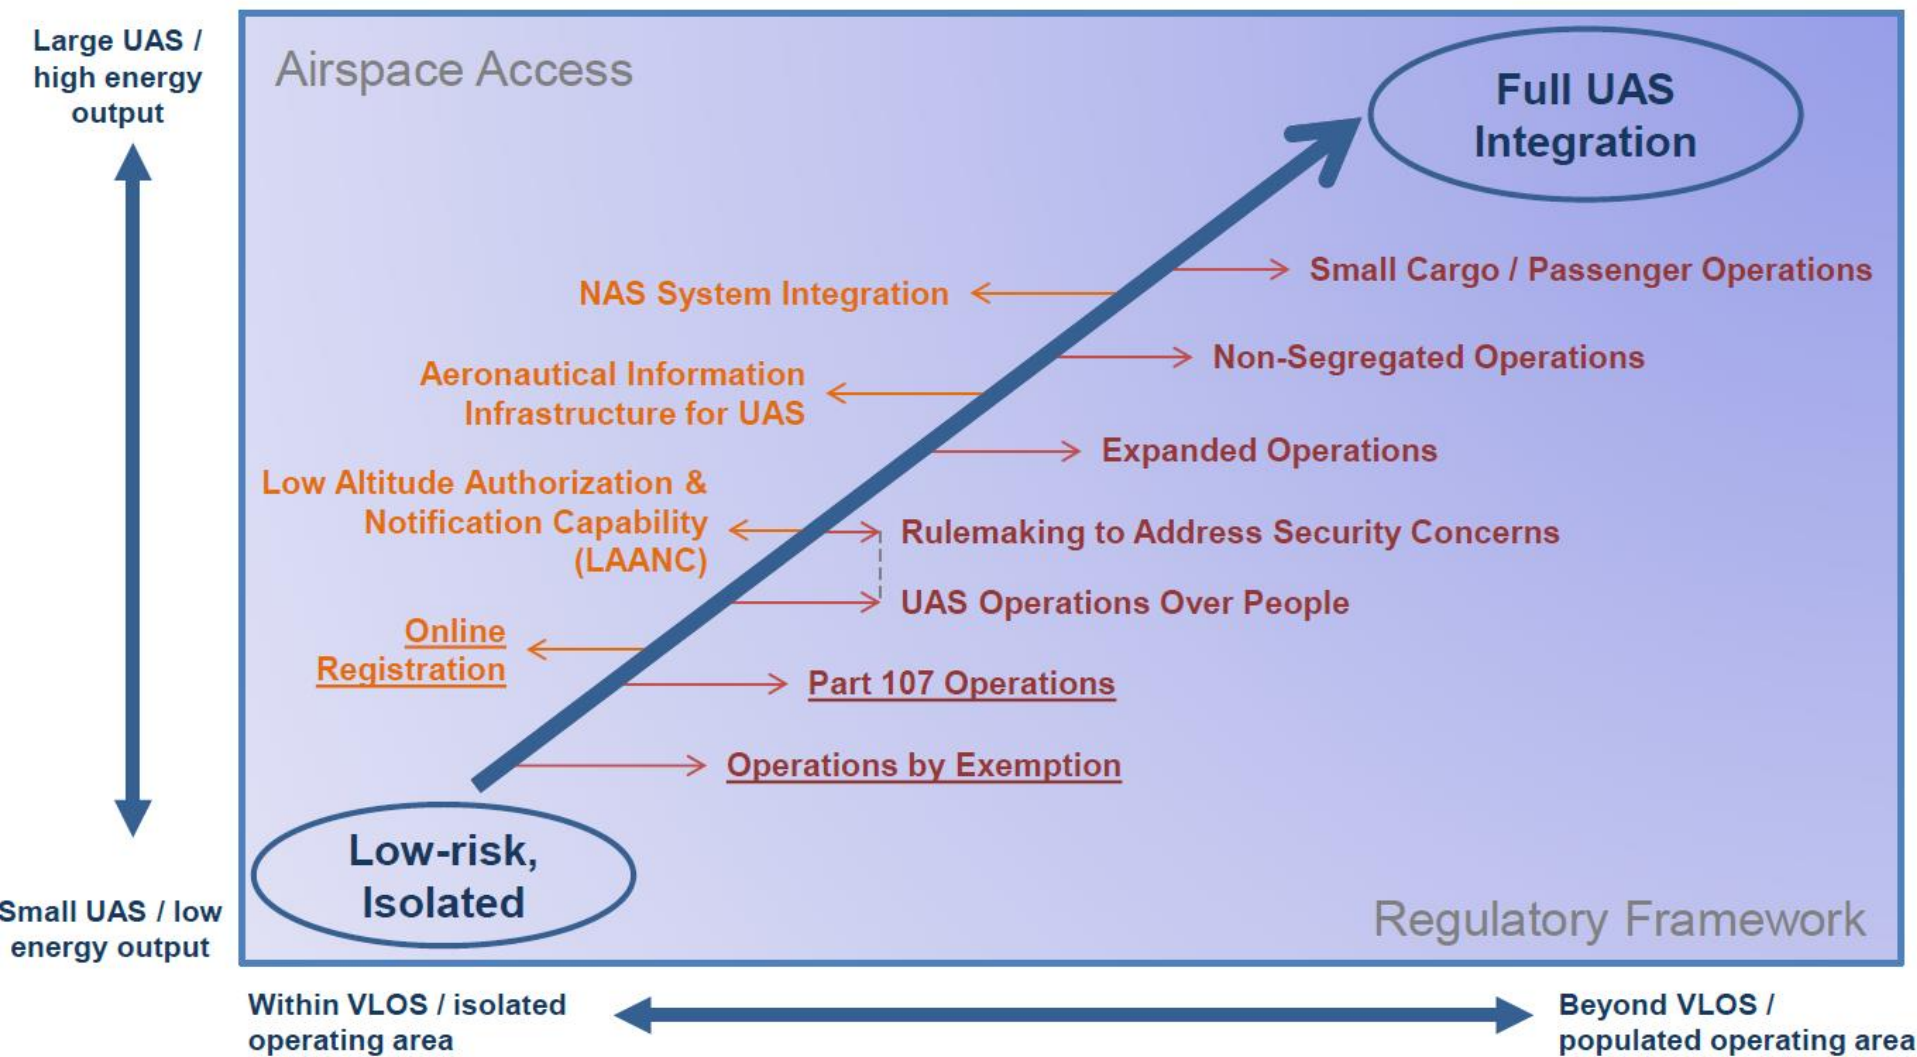 Large UAS /
high energy
output
Airspace Access
Full UAS
Integration
Small Cargo / Passenger Operations
NAS System Integration
Non-Segregated Operations
Aeronautical Information
Infrastructure for UAS
Expanded Operations
Low Altitude Authorization &
Notification Capability
(LAANC)
Rulemaking to Address Security Concerns
UAS Operations Over People
Online
Registration
Part 107 Operations
Operations by Exemption
Low-risk,
Isolated
Small UAS / low
energy output
Regulatory Framework
Within VLOS / isolated
operating area
Beyond VLOS /
populated operating area